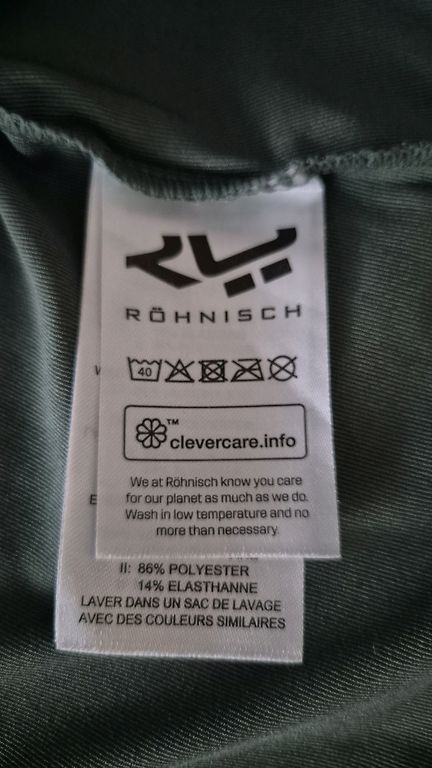 RÖHNISCH
40
™
clevercare.info
We at Röhnisch know you care
for our planet as much as we do.
Wash in low temperature and no
more than necessary.
II: 86% POLYESTER
14% ELASTHANNE
LAVER DANS UN SAC DE LAVAGE
AVEC DES COULEURS SIMILAIRES